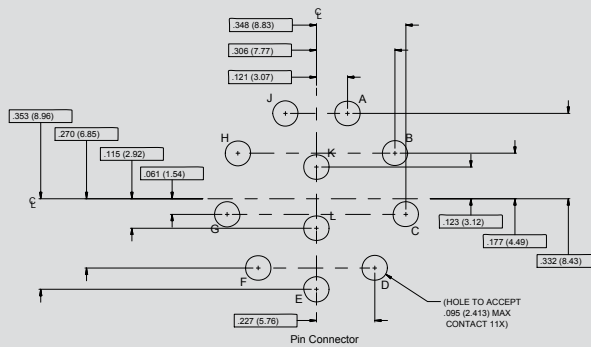 ℄
.348 (8.83)
.306 (7.77)
.121 (3.07)
J A
.353 (8.96)
.270 (6.85)
H B
K
.115 (2.92)
.061 (1.54)
℄
.123 (3.12)
L
G C
.177 (4.49)
.332 (8.43)
F D
E
(HOLE TO ACCEPT
.095 (2.413) MAX
CONTACT 11X)
.227 (5.76)
Pin Connector